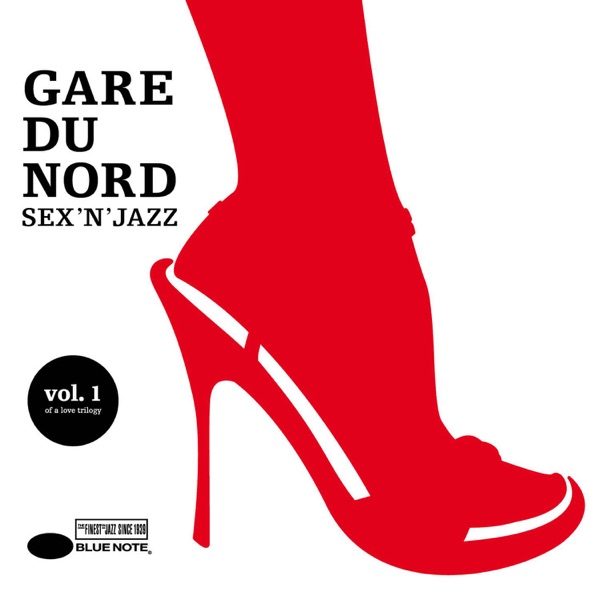 GARE
DU
NORD
SEX'N'JAZZ
vol. 1
of a love trilogy
THE FINEST IN JAZZ SINCE 1939
BLUE NOTE®